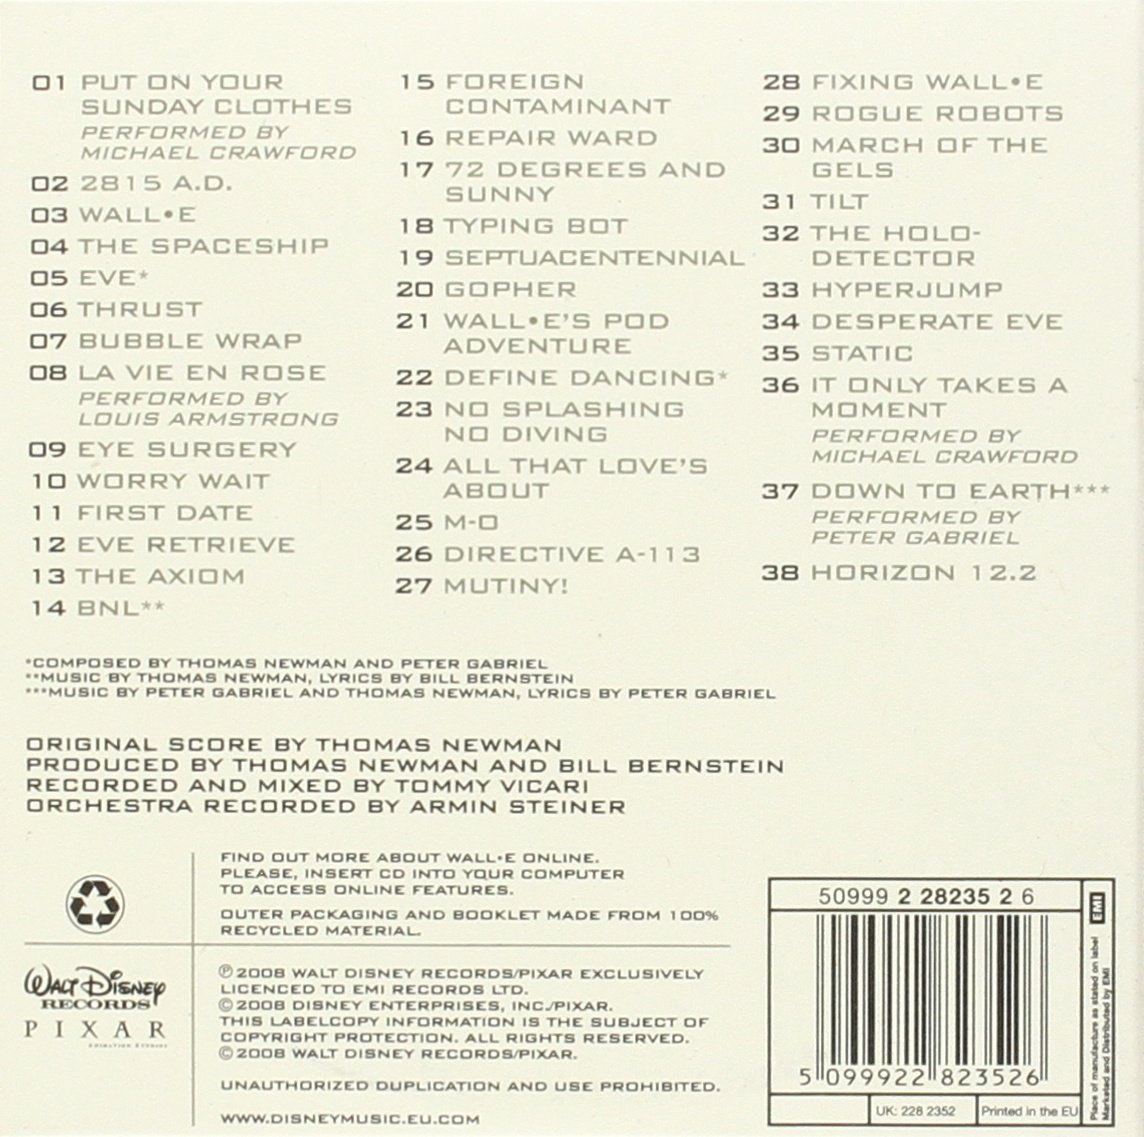 01 PUT ON YOUR
SUNDAY CLOTHES
PERFORMED BY
MICHAEL CRAWFORD
02 2815 A.D.
03 WALL•E
04 THE SPACESHIP
05 EVE*
06 THRUST
07 BUBBLE WRAP
08 LA VIE EN ROSE
PERFORMED BY
LOUIS ARMSTRONG
09 EYE SURGERY
10 WORRY WAIT
11 FIRST DATE
12 EVE RETRIEVE
13 THE AXIOM
14 BNL**
15 FOREIGN
CONTAMINANT
16 REPAIR WARD
17 72 DEGREES AND
SUNNY
18 TYPING BOT
19 SEPTUACENTENNIAL
20 GOPHER
21 WALL•E'S POD
ADVENTURE
22 DEFINE DANCING*
23 NO SPLASHING
NO DIVING
24 ALL THAT LOVE'S
ABOUT
25 M-O
26 DIRECTIVE A-113
27 MUTINY!
28 FIXING WALL•E
29 ROGUE ROBOTS
30 MARCH OF THE
GELS
31 TILT
32 THE HOLO-
DETECTOR
33 HYPERJUMP
34 DESPERATE EVE
35 STATIC
36 IT ONLY TAKES A
MOMENT
PERFORMED BY
MICHAEL CRAWFORD
37 DOWN TO EARTH***
PERFORMED BY
PETER GABRIEL
38 HORIZON 12.2
*COMPOSED BY THOMAS NEWMAN AND PETER GABRIEL
**MUSIC BY THOMAS NEWMAN, LYRICS BY BILL BERNSTEIN
***MUSIC BY PETER GABRIEL AND THOMAS NEWMAN, LYRICS BY PETER GABRIEL
ORIGINAL SCORE BY THOMAS NEWMAN
PRODUCED BY THOMAS NEWMAN AND BILL BERNSTEIN
RECORDED AND MIXED BY TOMMY VICARI
ORCHESTRA RECORDED BY ARMIN STEINER
FIND OUT MORE ABOUT WALL•E ONLINE.
PLEASE, INSERT CD INTO YOUR COMPUTER
TO ACCESS ONLINE FEATURES.
OUTER PACKAGING AND BOOKLET MADE FROM 100%
RECYCLED MATERIAL.
WALT DISNEY
RECORDS
PIXAR
ANIMATION STUDIOS
℗ 2008 WALT DISNEY RECORDS/PIXAR EXCLUSIVELY
LICENCED TO EMI RECORDS LTD.
© 2008 DISNEY ENTERPRISES, INC./PIXAR.
THIS LABELCOPY INFORMATION IS THE SUBJECT OF
COPYRIGHT PROTECTION. ALL RIGHTS RESERVED.
© 2008 WALT DISNEY RECORDS/PIXAR.
UNAUTHORIZED DUPLICATION AND USE PROHIBITED.
WWW.DISNEYMUSIC.EU.COM
50999 2 28235 2 6
5 099922 823526
UK: 228 2352
Printed in the EU
EMI
Place of manufacture as stated on label
Marketed and Distributed by EMI